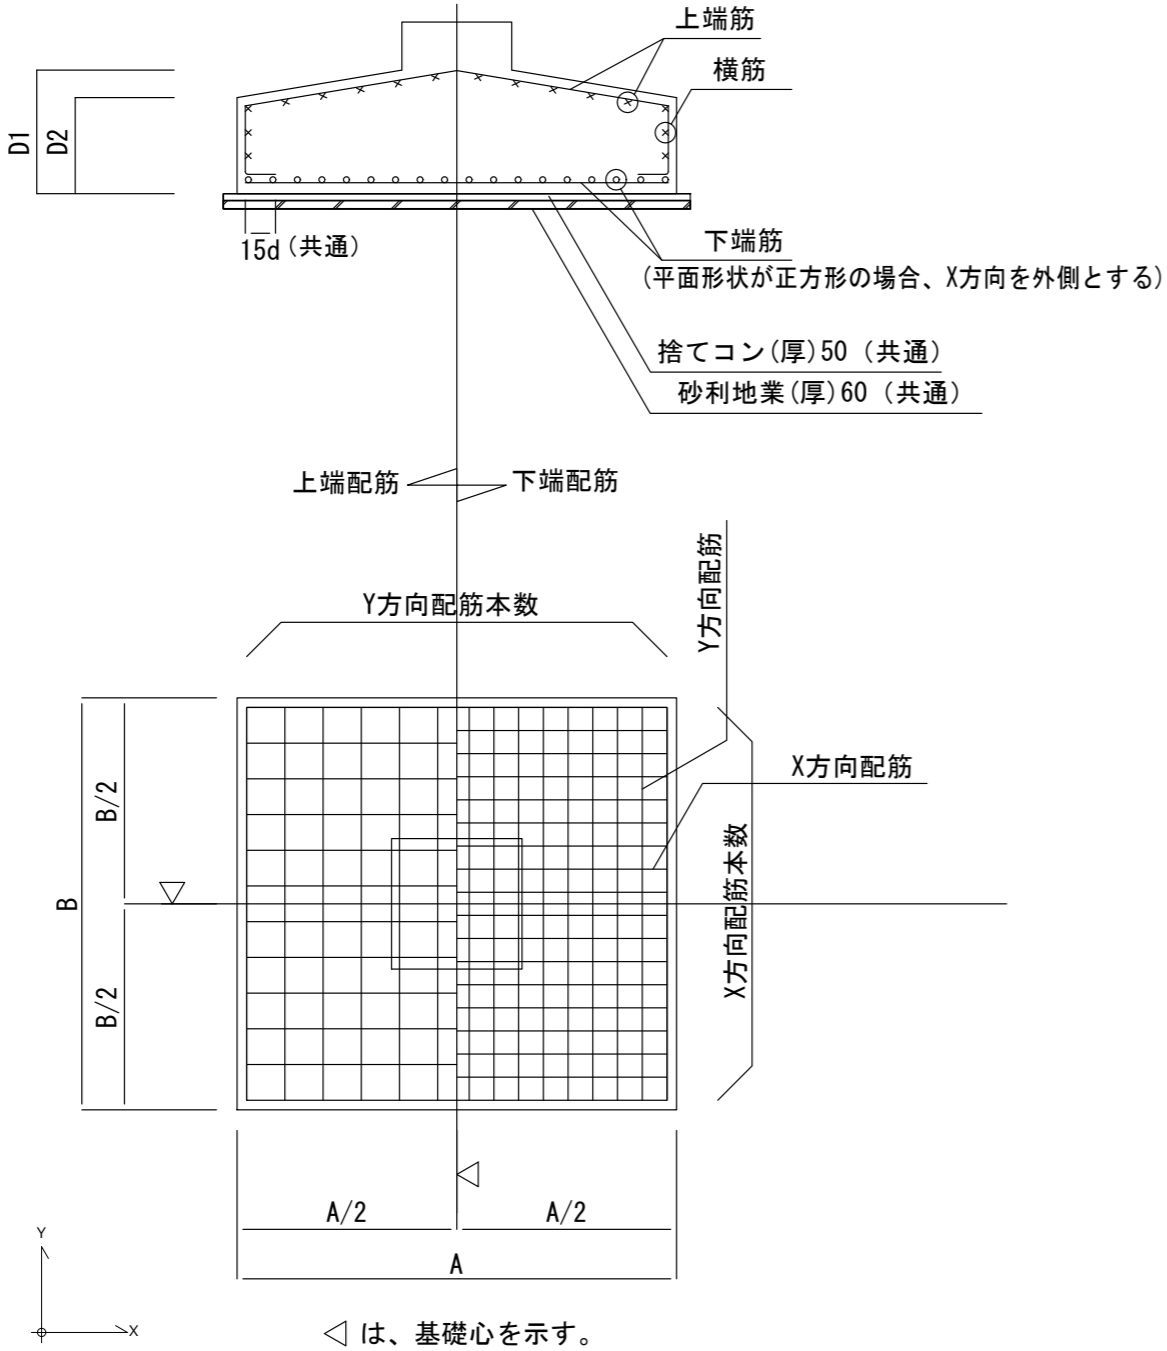 上端筋
横筋
D1
D2
15d(共通)
下端筋
(平面形状が正方形の場合、X方向を外側とする)
捨てコン(厚)50 (共通)
砂利地業(厚)60 (共通)
上端配筋
下端配筋
Y方向配筋
Y方向配筋本数
X方向配筋
X方向配筋本数
B/2
B
B/2
A/2
A/2
A
Y
X
◁ は、基礎心を示す。